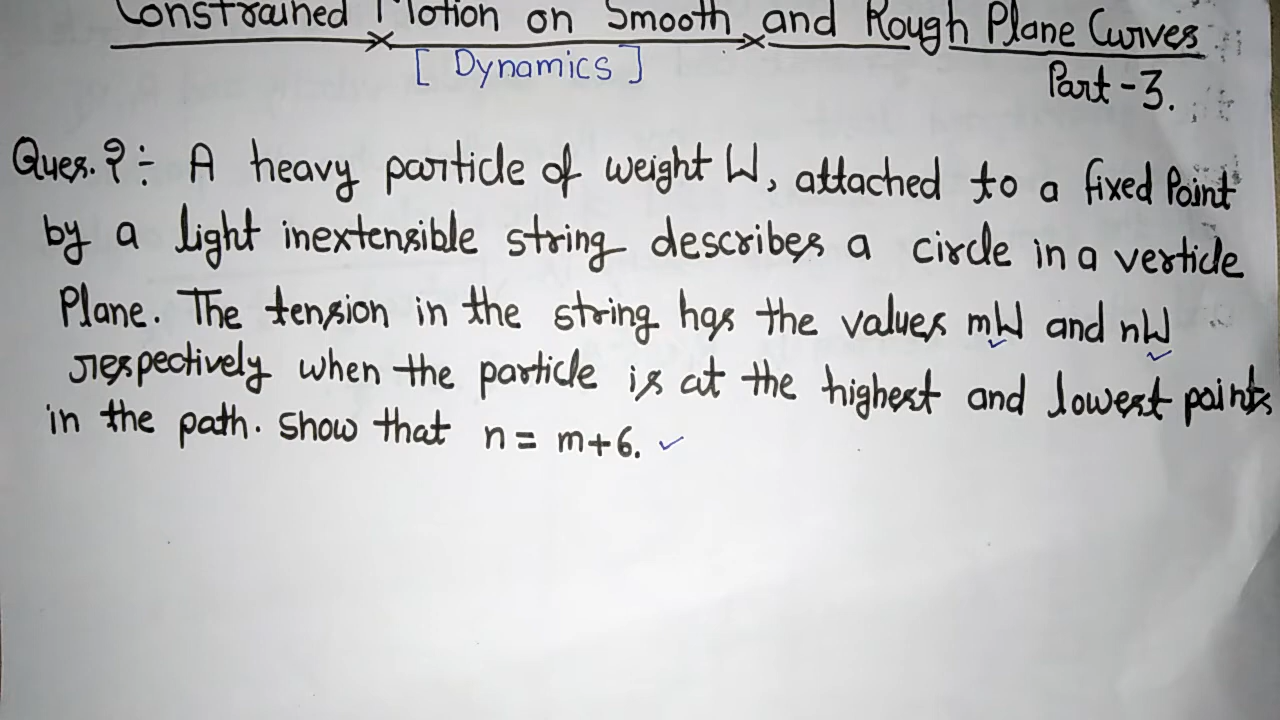 Constrained Motion on Smooth and Rough Plane Curves
[ Dynamics ]
Part-3.
Ques. ? ÷ A heavy particle of weight W, attached to a fixed Point
by a light inextensible string describes a circle in a verticle
Plane. The tension in the string has the values mW and nW
respectively when the particle is at the highest and lowest points
in the path. Show that n = m+6.